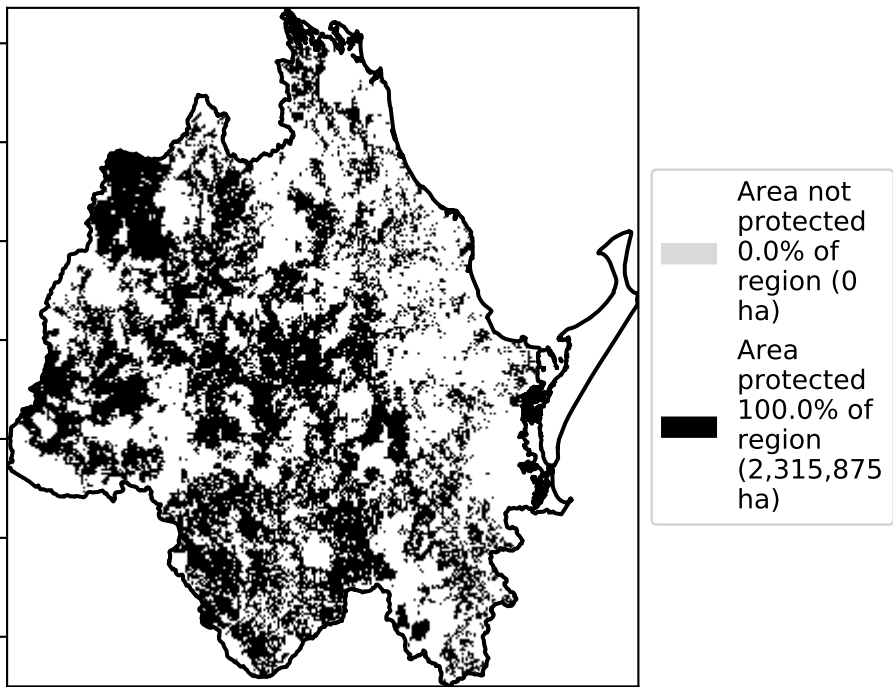 Area not
protected
0.0% of
region (0
ha)
Area
protected
100.0% of
region
(2,315,875
ha)